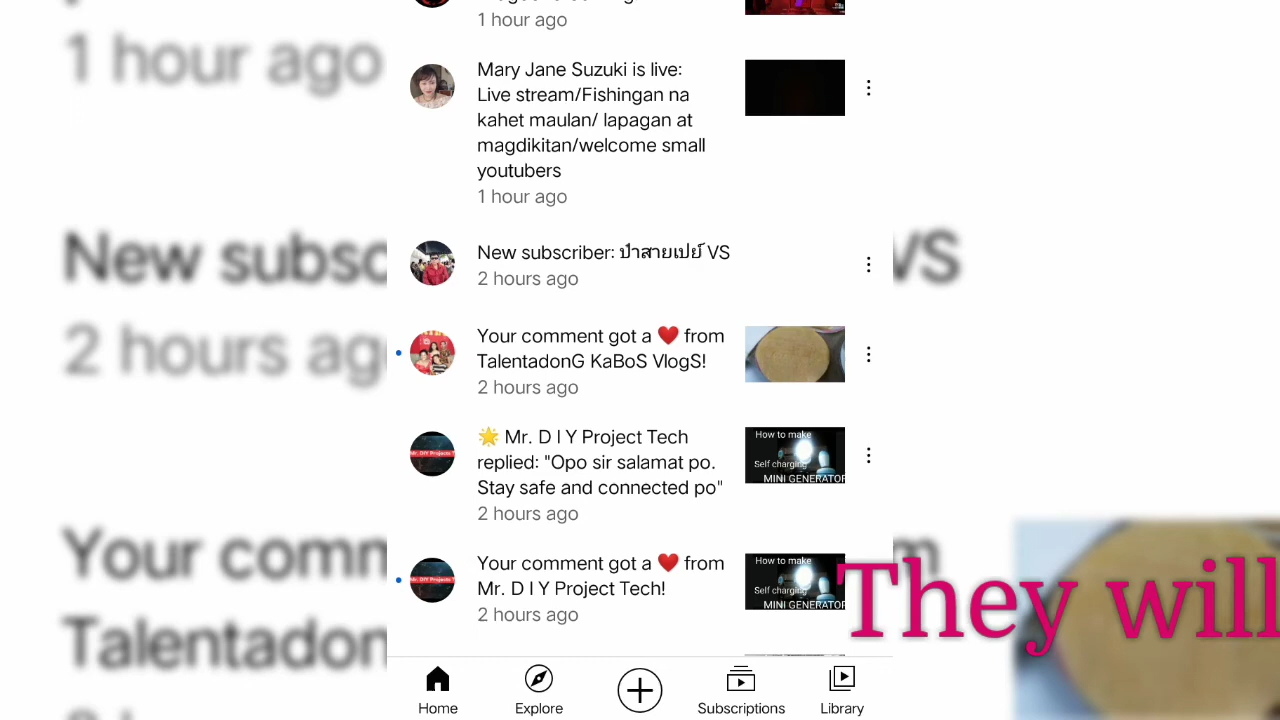 1 hour ago
Mary Jane Suzuki is live:
Live stream/Fishingan na
kahet maulan/ lapagan at
magdikitan/welcome small
youtubers
1 hour ago
New subscriber: ป๋าสายเปย์ VS
2 hours ago
Your comment got a ❤️ from
TalentadonG KaBoS VlogS!
2 hours ago
🌟 Mr. D I Y Project Tech
replied: "Opo sir salamat po.
Stay safe and connected po"
2 hours ago
How to make
Self charging
MINI GENERATOR
Your comment got a ❤️ from
Mr. D I Y Project Tech!
2 hours ago
How to make
Self charging
MINI GENERATOR
They will
Home
Explore
Subscriptions
Library
1 hour ago
New subsc
VS
2 hours ag
Your comm
Talentadon